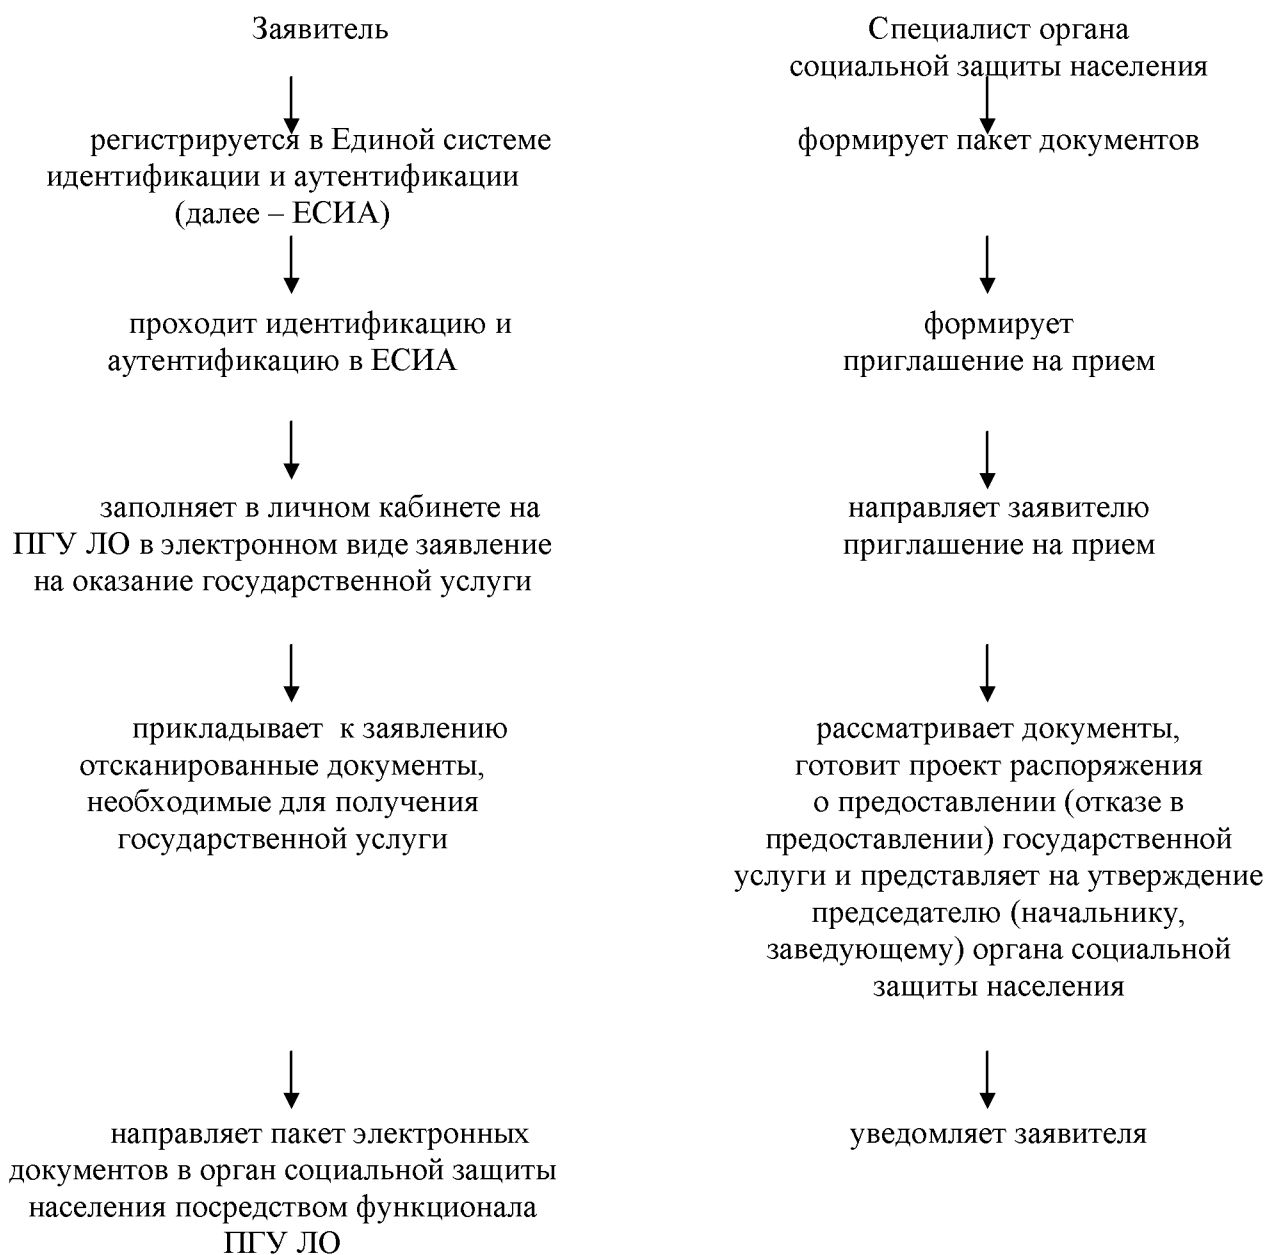 Заявитель
регистрируется в Единой системе
идентификации и аутентификации
(далее – ЕСИА)
проходит идентификацию и
аутентификацию в ЕСИА
заполняет в личном кабинете на
ПГУ ЛО в электронном виде заявление
на оказание государственной услуги
прикладывает к заявлению
отсканированные документы,
необходимые для получения
государственной услуги
направляет пакет электронных
документов в орган социальной защиты
населения посредством функционала
ПГУ ЛО
Специалист органа
социальной защиты населения
формирует пакет документов
формирует
приглашение на прием
направляет заявителю
приглашение на прием
рассматривает документы,
готовит проект распоряжения
о предоставлении (отказе в
предоставлении) государственной
услуги и представляет на утверждение
председателю (начальнику,
заведующему) органа социальной
защиты населения
уведомляет заявителя